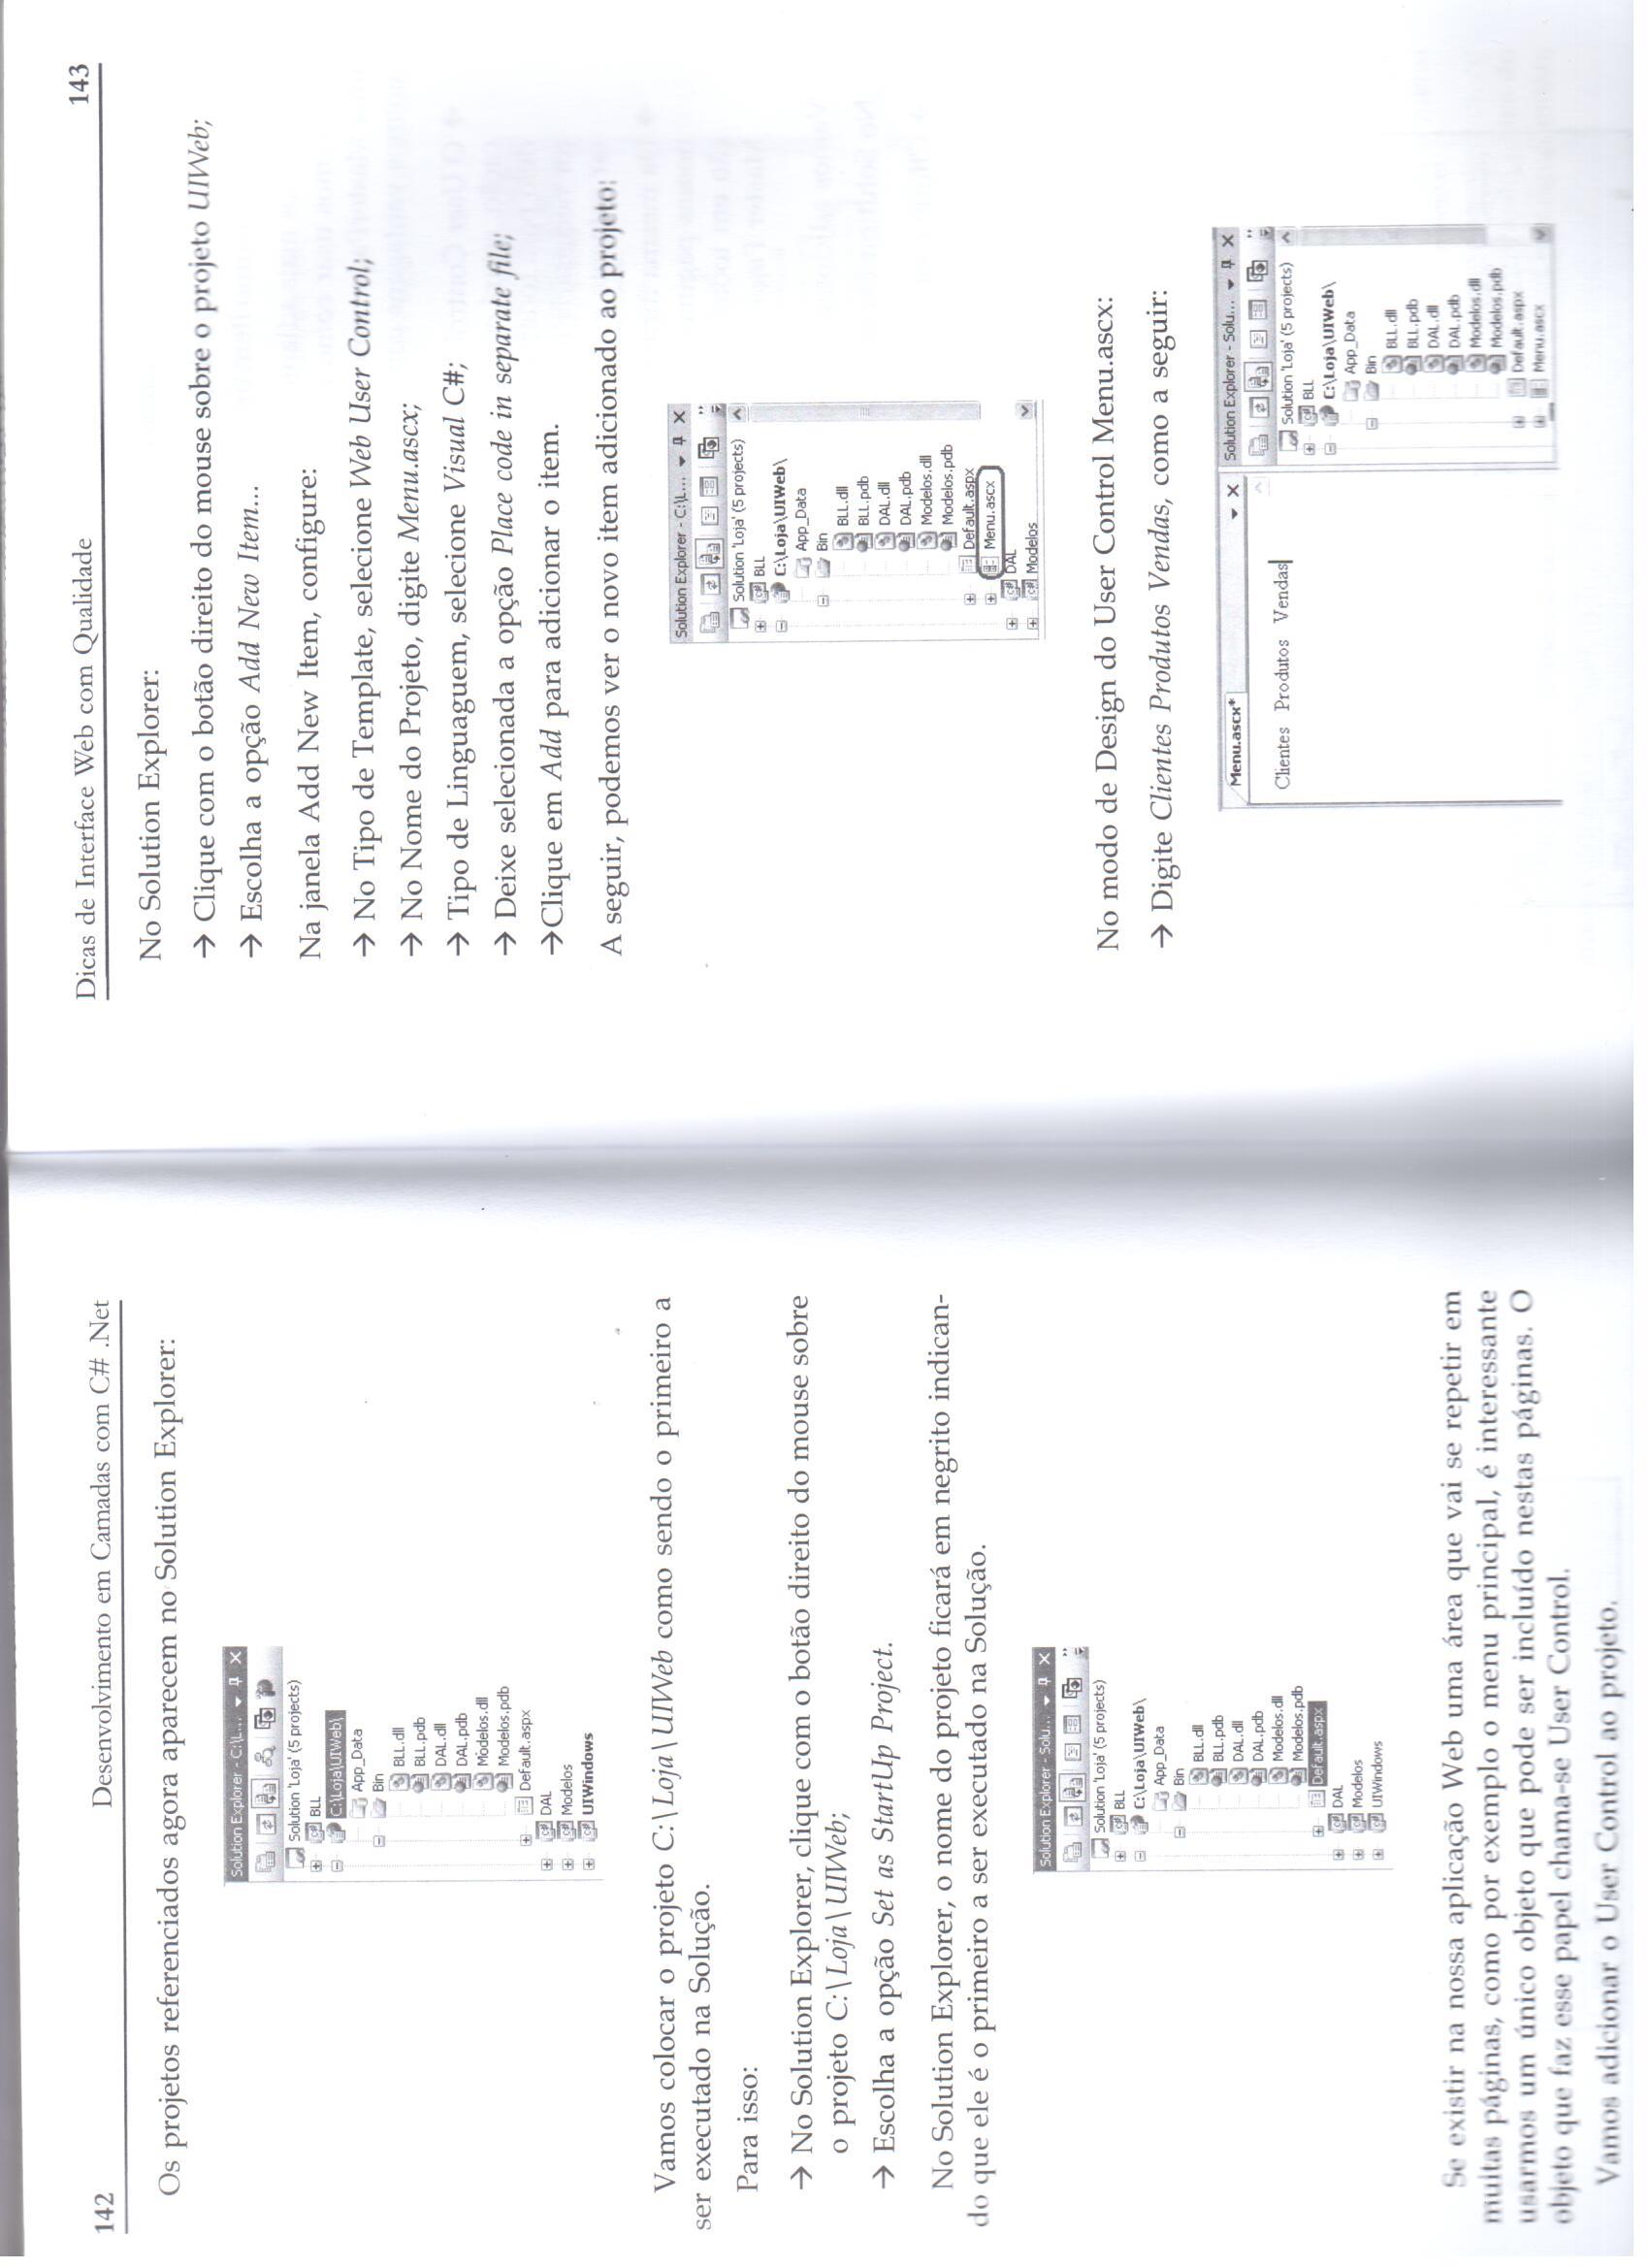 142
Desenvolvimento em Camadas com C# .Net
Os projetos referenciados agora aparecem no Solution Explorer:
Solution Explorer - C:\L...
Solution 'Loja' (5 projects)
BLL
C:\Loja\UIWeb\
App_Data
Bin
BLL.dll
BLL.pdb
DAL.dll
DAL.pdb
Modelos.dll
Modelos.pdb
Default.aspx
DAL
Modelos
UIWindows
Vamos colocar o projeto C:\Loja\UIWeb como sendo o primeiro a
ser executado na Solução.
Para isso:
→ No Solution Explorer, clique com o botão direito do mouse sobre
o projeto C:\Loja\UIWeb;
→ Escolha a opção Set as StartUp Project.
No Solution Explorer, o nome do projeto ficará em negrito indican-
do que ele é o primeiro a ser executado na Solução.
Solution Explorer - Solu...
Solution 'Loja' (5 projects)
BLL
C:\Loja\UIWeb\
App_Data
Bin
BLL.dll
BLL.pdb
DAL.dll
DAL.pdb
Modelos.dll
Modelos.pdb
Default.aspx
DAL
Modelos
UIWindows
Se existir na nossa aplicação Web uma área que vai se repetir em
muitas páginas, como por exemplo o menu principal, é interessante
usarmos um único objeto que pode ser incluído nestas páginas. O
objeto que faz esse papel chama-se User Control.
Vamos adicionar o User Control ao projeto.
Dicas de Interface Web com Qualidade
143
No Solution Explorer:
→ Clique com o botão direito do mouse sobre o projeto UIWeb;
→ Escolha a opção Add New Item...
Na janela Add New Item, configure:
→ No Tipo de Template, selecione Web User Control;
→ No Nome do Projeto, digite Menu.ascx;
→ Tipo de Linguaguem, selecione Visual C#;
→ Deixe selecionada a opção Place code in separate file;
→Clique em Add para adicionar o item.
A seguir, podemos ver o novo item adicionado ao projeto:
Solution Explorer - C:\L...
Solution 'Loja' (5 projects)
BLL
C:\Loja\UIWeb\
App_Data
Bin
BLL.dll
BLL.pdb
DAL.dll
DAL.pdb
Modelos.dll
Modelos.pdb
Default.aspx
Menu.ascx
DAL
Modelos
No modo de Design do User Control Menu.ascx:
→ Digite Clientes Produtos Vendas, como a seguir:
Menu.ascx*
Clientes Produtos Vendas
Solution Explorer - Solu...
Solution 'Loja' (5 projects)
BLL
C:\Loja\UIWeb\
App_Data
Bin
BLL.dll
BLL.pdb
DAL.dll
DAL.pdb
Modelos.dll
Modelos.pdb
Default.aspx
Menu.ascx